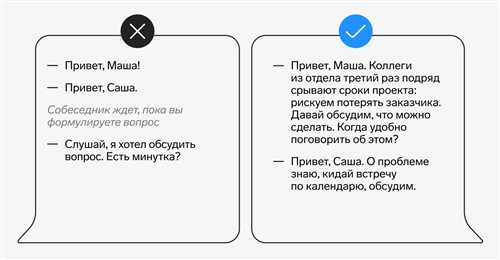 — Привет, Маша!
— Привет, Саша.
Собеседник ждет, пока вы
формулируете вопрос
— Слушай, я хотел обсудить
вопрос. Есть минутка?
— Привет, Маша. Коллеги
из отдела третий раз подряд
срывают сроки проекта:
рискуем потерять заказчика.
Давай обсудим, что можно
сделать. Когда удобно
поговорить об этом?
— Привет, Саша. О проблеме
знаю, кидай встречу
по календарю, обсудим.